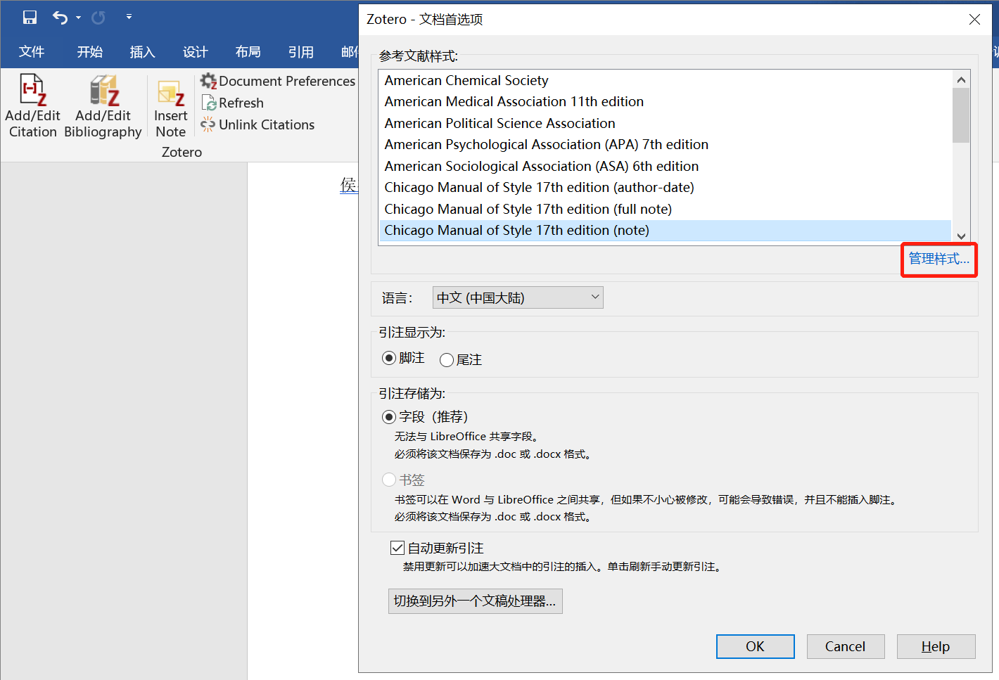 Zotero - 文档首选项
文件 开始 插入 设计 布局 引用
Add/Edit Citation
Add/Edit Bibliography
Insert Note
Document Preferences
Refresh
Unlink Citations
Zotero
侯
参考文献样式:
American Chemical Society
American Medical Association 11th edition
American Political Science Association
American Psychological Association (APA) 7th edition
American Sociological Association (ASA) 6th edition
Chicago Manual of Style 17th edition (author-date)
Chicago Manual of Style 17th edition (full note)
Chicago Manual of Style 17th edition (note)
管理样式...
语言： 中文 (中国大陆)
引注显示为:
脚注 尾注
引注存储为:
字段（推荐）
无法与 LibreOffice 共享字段。
必须将该文档保存为 .doc 或 .docx 格式。
书签
书签可以在 Word 与 LibreOffice 之间共享，但如果不小心被修改，可能会导致错误，并且不能插入脚注。
必须将该文档保存为 .doc 或 .docx 格式。
自动更新引注
禁用更新可以加速大文档中的引注的插入。单击刷新手动更新引注。
切换到另外一个文稿处理器...
OK Cancel Help